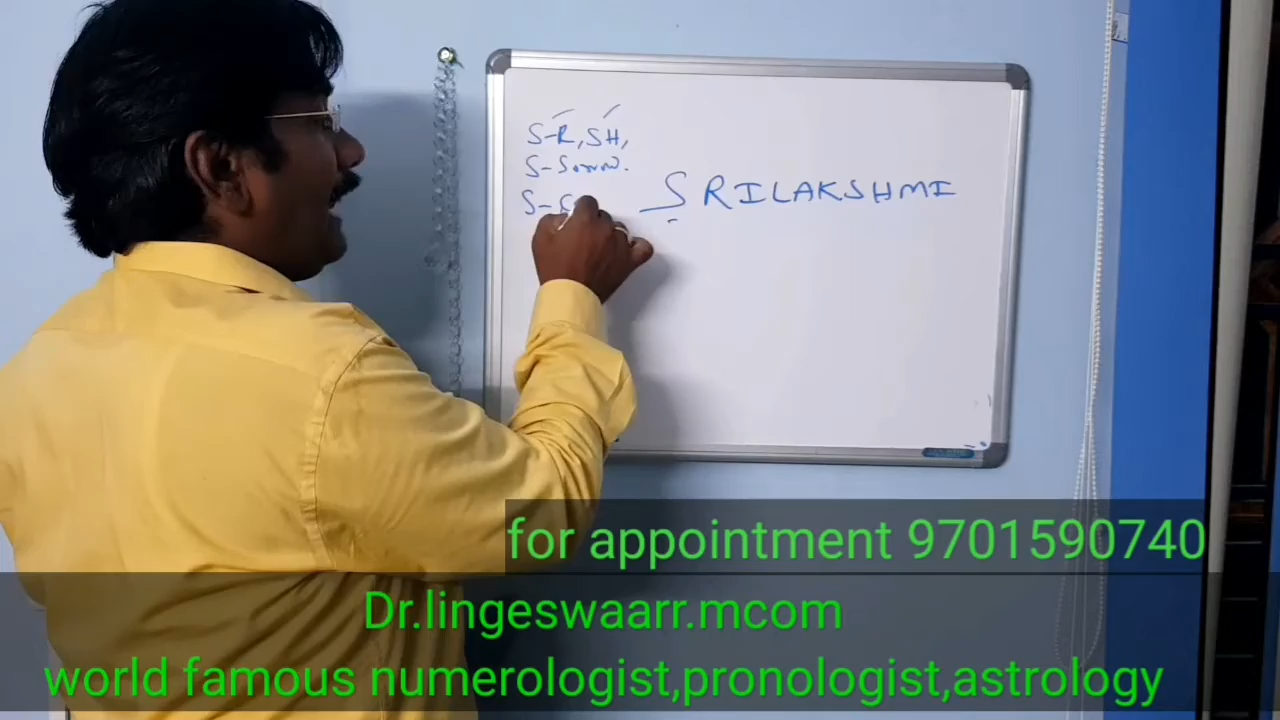 S-R, SH,
S-Sorrow.
S-S
SRILAKSHMI
for appointment 9701590740
Dr.lingeswaarr.mcom
world famous numerologist,pronologist,astrology